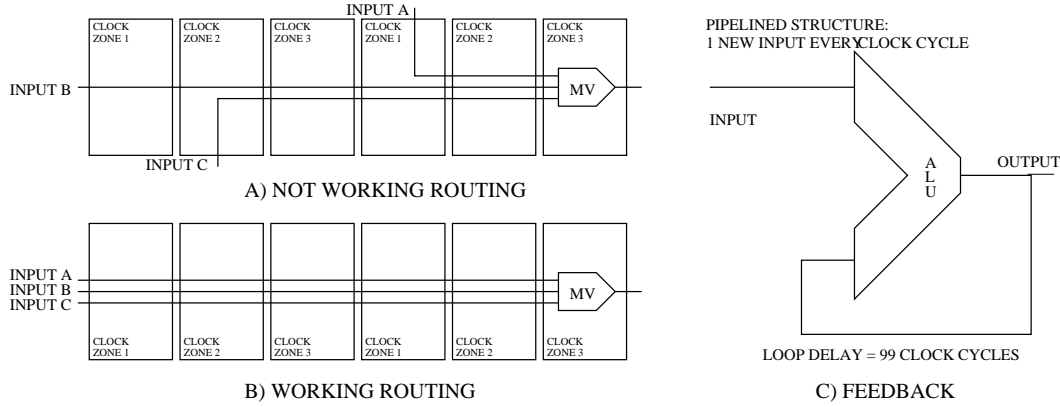 INPUT A
CLOCK
ZONE 1
CLOCK
ZONE 2
CLOCK
ZONE 3
CLOCK
ZONE 1
CLOCK
ZONE 2
CLOCK
ZONE 3
INPUT B
MV
INPUT C
A) NOT WORKING ROUTING
INPUT A
INPUT B
INPUT C
MV
CLOCK
ZONE 1
CLOCK
ZONE 2
CLOCK
ZONE 3
CLOCK
ZONE 1
CLOCK
ZONE 2
CLOCK
ZONE 3
B) WORKING ROUTING
PIPELINED STRUCTURE:
1 NEW INPUT EVERY CLOCK CYCLE
INPUT
A
L
U
OUTPUT
LOOP DELAY = 99 CLOCK CYCLES
C) FEEDBACK